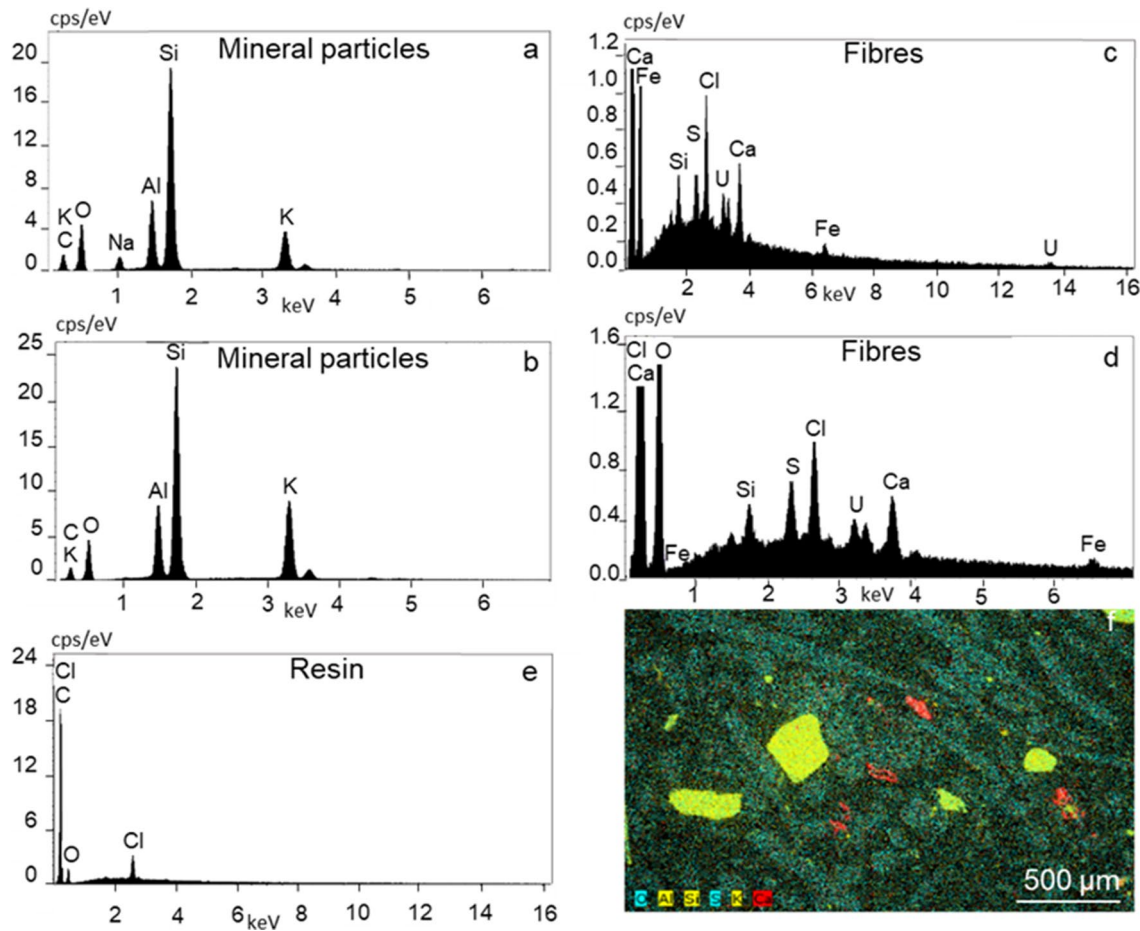 cps/eV
Mineral particles
a
20
16
12
8
4
0
K
C
O
Na
Al
Si
K
1
2
3
4
5
6
keV
cps/eV
Fibres
c
1.2
1.0
0.8
0.6
0.4
0.2
0.0
Ca
Fe
Si
S
Cl
U
Ca
Fe
U
2
4
6
8
10
12
14
16
keV
cps/eV
Mineral particles
b
25
20
15
10
5
0
C
K
O
Al
Si
K
1
2
3
4
5
6
keV
cps/eV
Fibres
d
1.6
1.2
0.8
0.4
0.0
Cl
Ca
O
Fe
Si
S
Cl
U
Ca
Fe
1
2
3
4
5
6
keV
cps/eV
Resin
e
24
18
12
6
0
Cl
C
O
Cl
2
4
6
8
10
12
14
16
keV
f
O Al Si S K Ca
500 µm